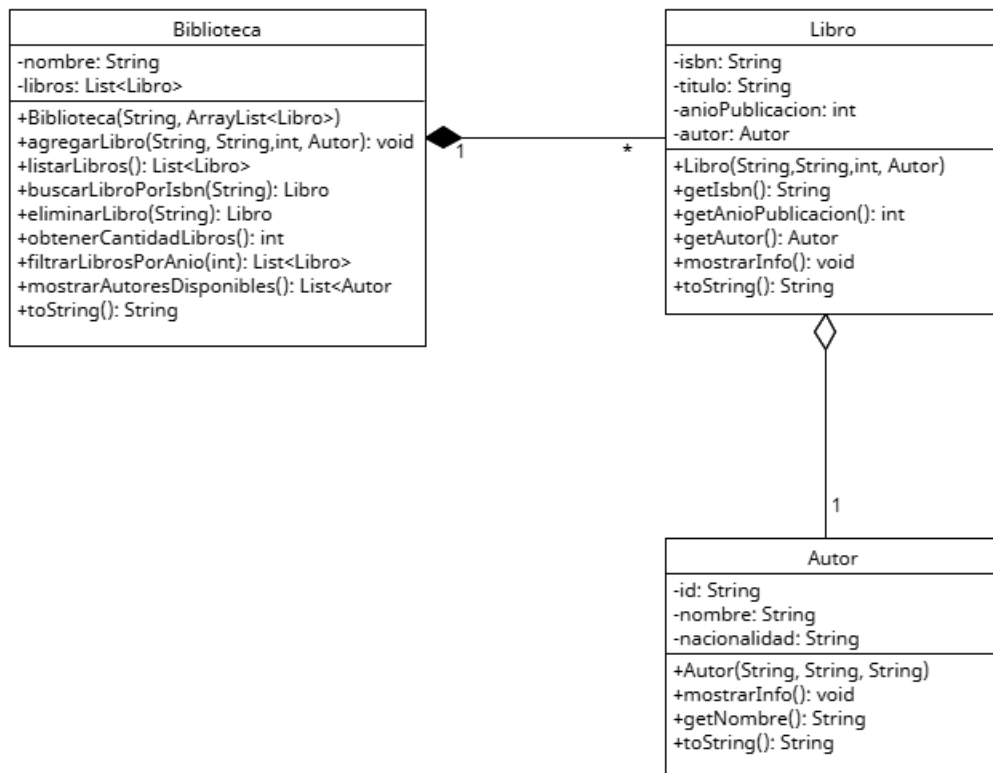 Biblioteca
-nombre: String
-libros: List<Libro>
+Biblioteca(String, ArrayList<Libro>)
+agregarLibro(String, String,int, Autor): void
+listarLibros(): List<Libro>
+buscarLibroPorIsbn(String): Libro
+eliminarLibro(String): Libro
+obtenerCantidadLibros(): int
+filtrarLibrosPorAnio(int): List<Libro>
+mostrarAutoresDisponibles(): List<Autor
+toString(): String
1
*
Libro
-isbn: String
-titulo: String
-anioPublicacion: int
-autor: Autor
+Libro(String,String,int, Autor)
+getIsbn(): String
+getAnioPublicacion(): int
+getAutor(): Autor
+mostrarInfo(): void
+toString(): String
1
Autor
-id: String
-nombre: String
-nacionalidad: String
+Autor(String, String, String)
+mostrarInfo(): void
+getNombre(): String
+toString(): String